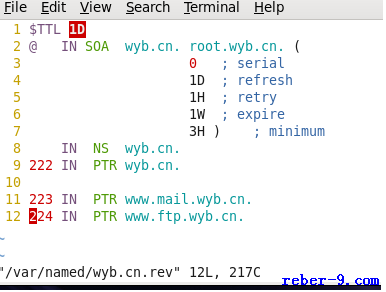 File Edit View Search Terminal Help
1 $TTL 1D
2 @ IN SOA wyb.cn. root.wyb.cn. (
3 0 ; serial
4 1D ; refresh
5 1H ; retry
6 1W ; expire
7 3H ) ; minimum
8 IN NS wyb.cn.
9 222 IN PTR wyb.cn.
10
11 223 IN PTR www.mail.wyb.cn.
12 224 IN PTR www.ftp.wyb.cn.
~
~
"/var/named/wyb.cn.rev" 12L, 217C
reber-9.com